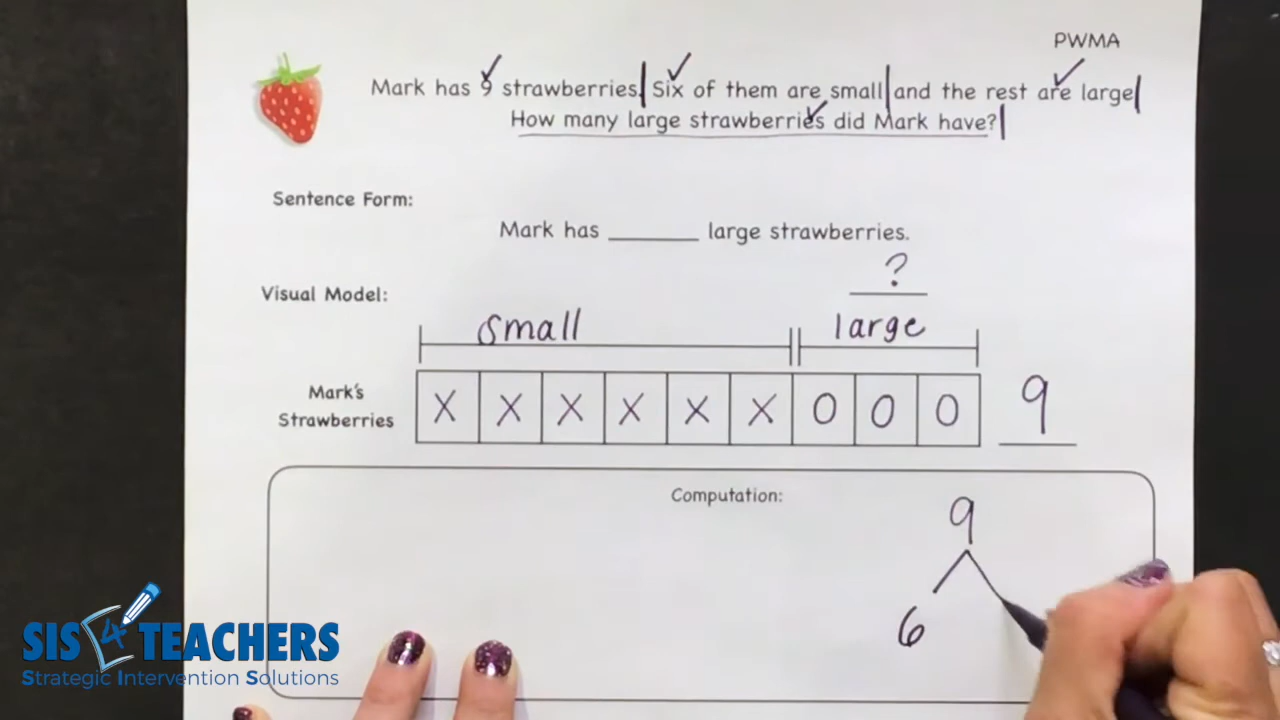 PWMA
Mark has 9 strawberries. Six of them are small and the rest are large.
How many large strawberries did Mark have?
Sentence Form:
Mark has _______ large strawberries.
?
Visual Model:
small large
Mark's
Strawberries
X X X X X X O O O 9
Computation:
9
6
SIS4TEACHERS
Strategic Intervention Solutions